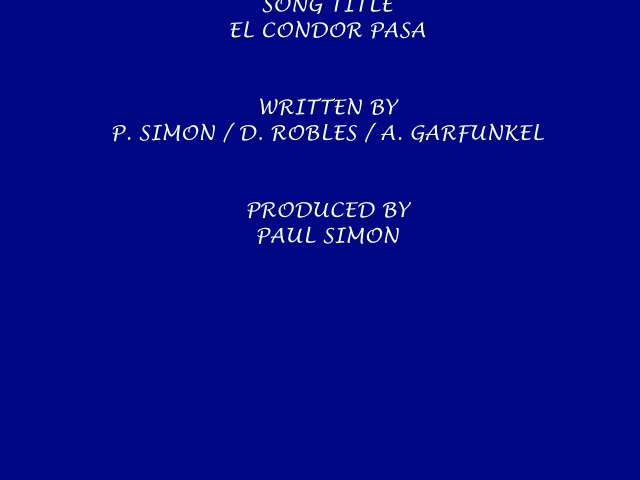 SONG TITLE
EL CONDOR PASA
WRITTEN BY
P. SIMON / D. ROBLES / A. GARFUNKEL
PRODUCED BY
PAUL SIMON